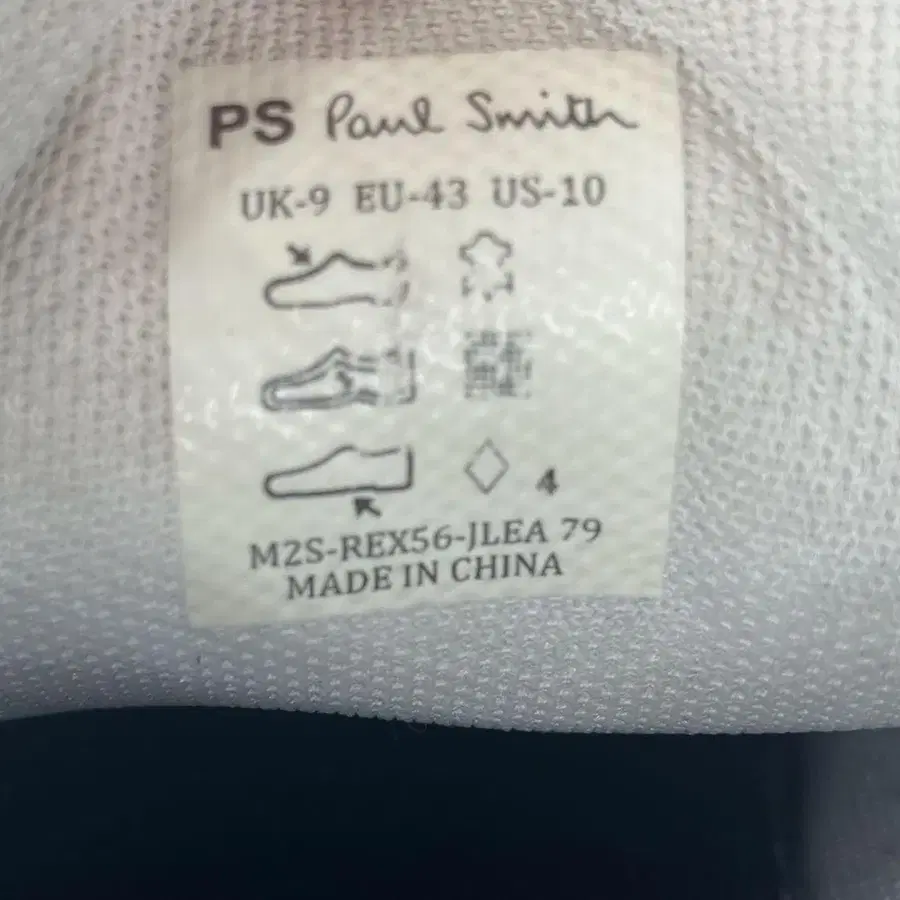 PS Paul Smith
UK-9 EU-43 US-10
4
M2S-REX56-JLEA 79
MADE IN CHINA